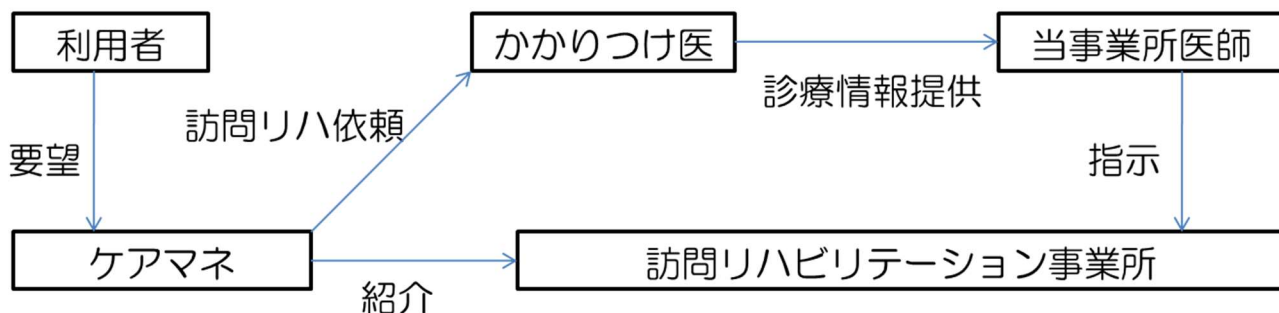 利用者
かかりつけ医
当事業所医師
診療情報提供
訪問リハ依頼
要望
指示
ケアマネ
訪問リハビリテーション事業所
紹介